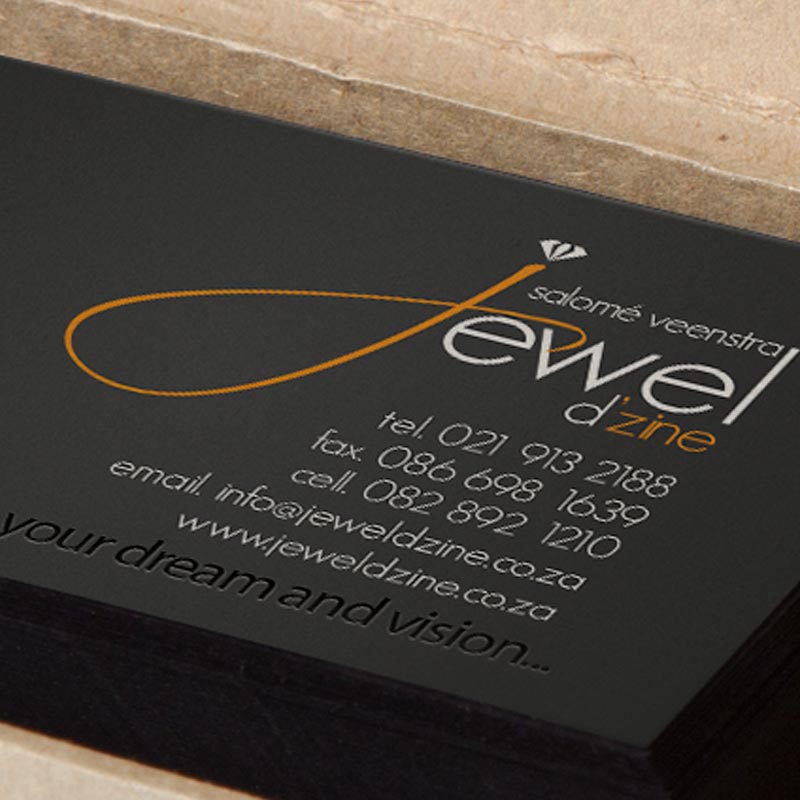 salomé veenstra
jewel
d'zine
tel. 021 913 2188
fax. 086 698 1639
cell. 082 892 1210
email. info@jeweldzine.co.za
www.jeweldzine.co.za
your dream and vision...